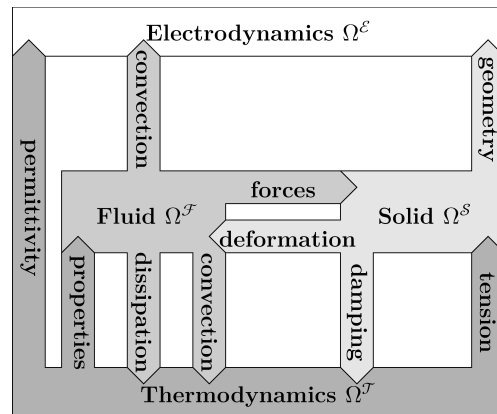 Electrodynamics Ω^ℰ
convection
geometry
permittivity
forces
Fluid Ω^ℱ
Solid Ω^𝒮
deformation
properties
dissipation
convection
damping
tension
Thermodynamics Ω^𝒯